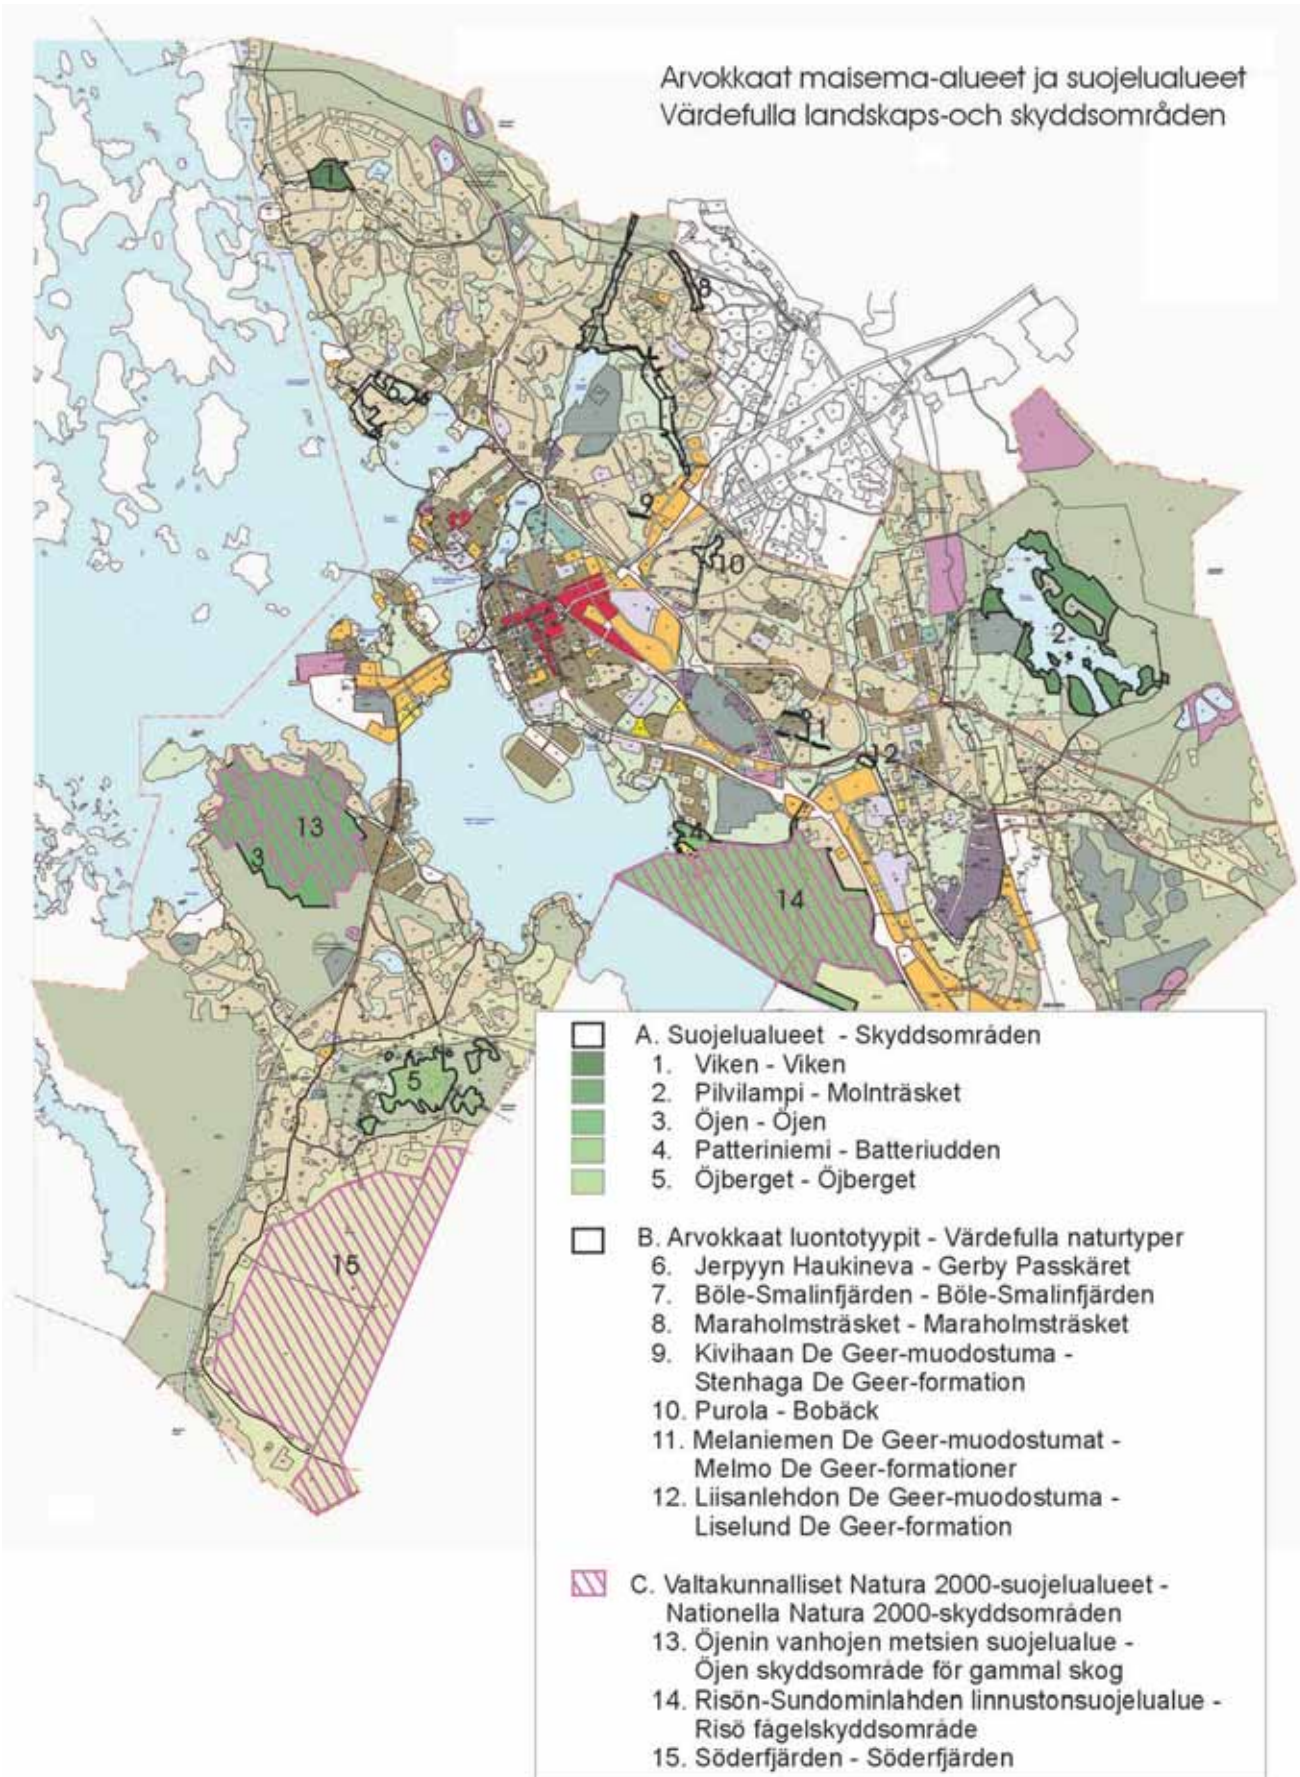 Arvokkaat maisema-alueet ja suojelualueet
Värdefulla landskaps-och skyddsområden
1
8
6
9
10
2
11
12
13
3
4
14
5
15
A. Suojelualueet - Skyddsområden
1. Viken - Viken
2. Pilvilampi - Molnträsket
3. Öjen - Öjen
4. Patteriniemi - Batteriudden
5. Öjberget - Öjberget
B. Arvokkaat luontotyypit - Värdefulla naturtyper
6. Jerpyyn Haukineva - Gerby Passkäret
7. Böle-Smalinfjärden - Böle-Smalinfjärden
8. Maraholmsträsket - Maraholmsträsket
9. Kivihaan De Geer-muodostuma -
Stenhaga De Geer-formation
10. Purola - Bobäck
11. Melaniemen De Geer-muodostumat -
Melmo De Geer-formationer
12. Liisanlehdon De Geer-muodostuma -
Liselund De Geer-formation
C. Valtakunnalliset Natura 2000-suojelualueet -
Nationella Natura 2000-skyddsområden
13. Öjenin vanhojen metsien suojelualue -
Öjen skyddsområde för gammal skog
14. Risön-Sundominlahden linnustonsuojelualue -
Risö fågelskyddsområde
15. Söderfjärden - Söderfjärden